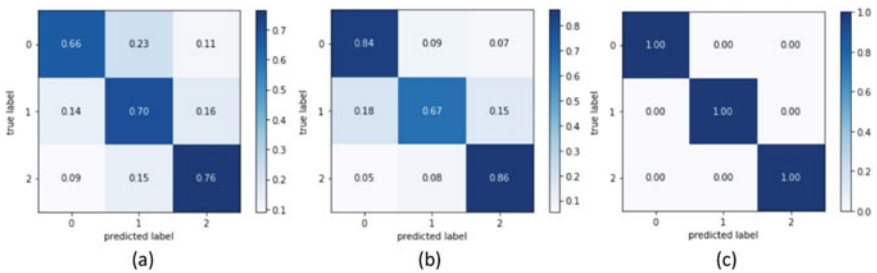 0.66 0.23 0.11
0.14 0.70 0.16
0.09 0.15 0.76
0
1
2
true label
0 1 2
predicted label
0.7
0.6
0.5
0.4
0.3
0.2
0.1
(a)
0.84 0.09 0.07
0.18 0.67 0.15
0.05 0.08 0.86
0
1
2
true label
0 1 2
predicted label
0.8
0.7
0.6
0.5
0.4
0.3
0.2
0.1
(b)
1.00 0.00 0.00
0.00 1.00 0.00
0.00 0.00 1.00
0
1
2
true label
0 1 2
predicted label
1.0
0.8
0.6
0.4
0.2
0.0
(c)